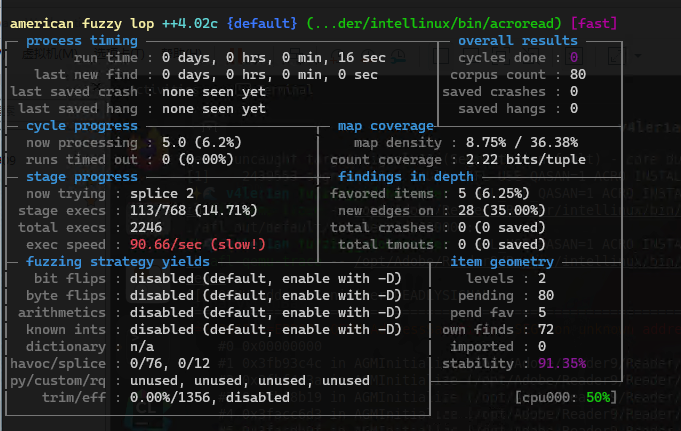 american fuzzy lop ++4.02c {default} (...der/intellinux/bin/acroread) [fast]
process timing
overall results
run time : 0 days, 0 hrs, 0 min, 16 sec
cycles done : 0
last new find : 0 days, 0 hrs, 0 min, 0 sec
corpus count : 80
last saved crash : none seen yet
saved crashes : 0
last saved hang : none seen yet
saved hangs : 0
cycle progress
map coverage
now processing : 5.0 (6.2%)
map density : 8.75% / 36.38%
runs timed out : 0 (0.00%)
count coverage : 2.22 bits/tuple
stage progress
findings in depth
now trying : splice 2
favored items : 5 (6.25%)
stage execs : 113/768 (14.71%)
new edges on : 28 (35.00%)
total execs : 2246
total crashes : 0 (0 saved)
exec speed : 90.66/sec (slow!)
total tmouts : 0 (0 saved)
fuzzing strategy yields
item geometry
bit flips : disabled (default, enable with -D)
levels : 2
byte flips : disabled (default, enable with -D)
pending : 80
arithmetics : disabled (default, enable with -D)
pend fav : 5
known ints : disabled (default, enable with -D)
own finds : 72
dictionary : n/a
imported : 0
havoc/splice : 0/76, 0/12
stability : 91.35%
py/custom/rq : unused, unused, unused, unused
trim/eff : 0.00%/1356, disabled
[cpu000: 50%]